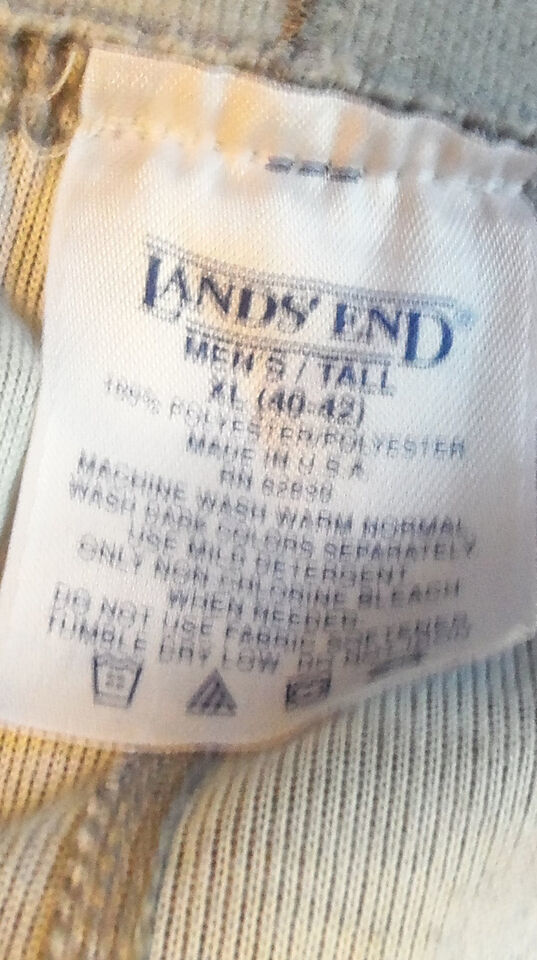 LANDS' END®
MEN'S / TALL
XL (40-42)
100% POLYESTER/POLYESTER
MADE IN U S A
RN
MACHINE WASH WARM NORMAL
WASH DARK COLORS SEPARATELY
USE MILD DETERGENT
ONLY NON CHLORINE BLEACH
WHEN NEEDED
DO NOT USE FABRIC SOFTENER
TUMBLE DRY LOW